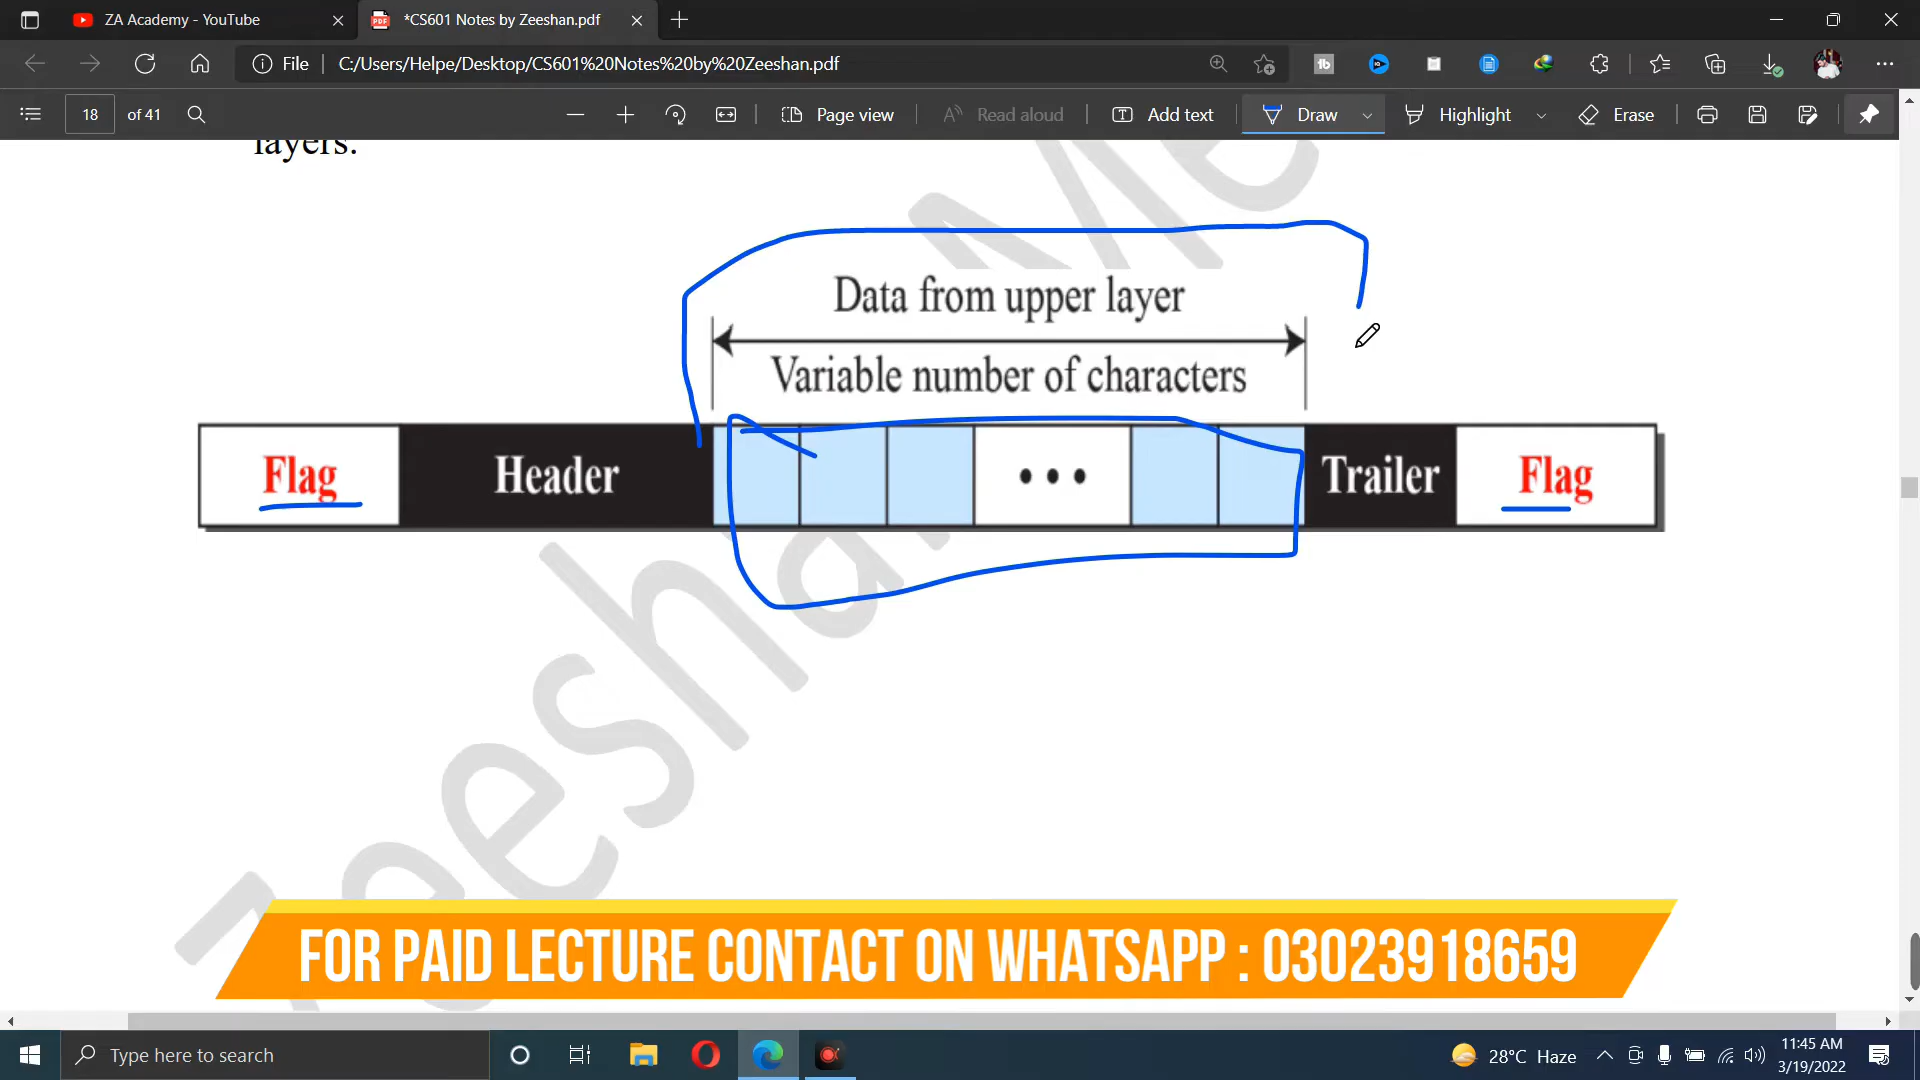 ZA Academy - YouTube
*CS601 Notes by Zeeshan.pdf
File
C:/Users/Helpe/Desktop/CS601%20Notes%20by%20Zeeshan.pdf
18 of 41
Page view
Read aloud
Add text
Draw
Highlight
Erase
layers.
Data from upper layer
Variable number of characters
Flag Header ... Trailer Flag
Zeeshan Me
FOR PAID LECTURE CONTACT ON WHATSAPP : 03023918659
Type here to search
28°C Haze
11:45 AM
3/19/2022